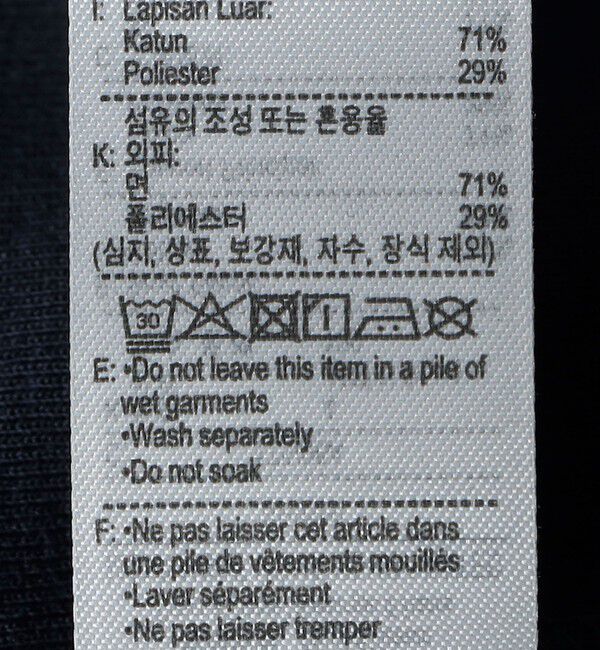 I: Lapisan Luar:
Katun 71%
Poliester 29%
섬유의 조성 또는 혼용율
K: 외피:
면 71%
폴리에스터 29%
(심지, 상표, 보강재, 자수, 장식 제외)
30
E: •Do not leave this item in a pile of
wet garments
•Wash separately
•Do not soak
F: •Ne pas laisser cet article dans
une pile de vêtements mouillés
•Laver séparément
•Ne pas laisser tremper